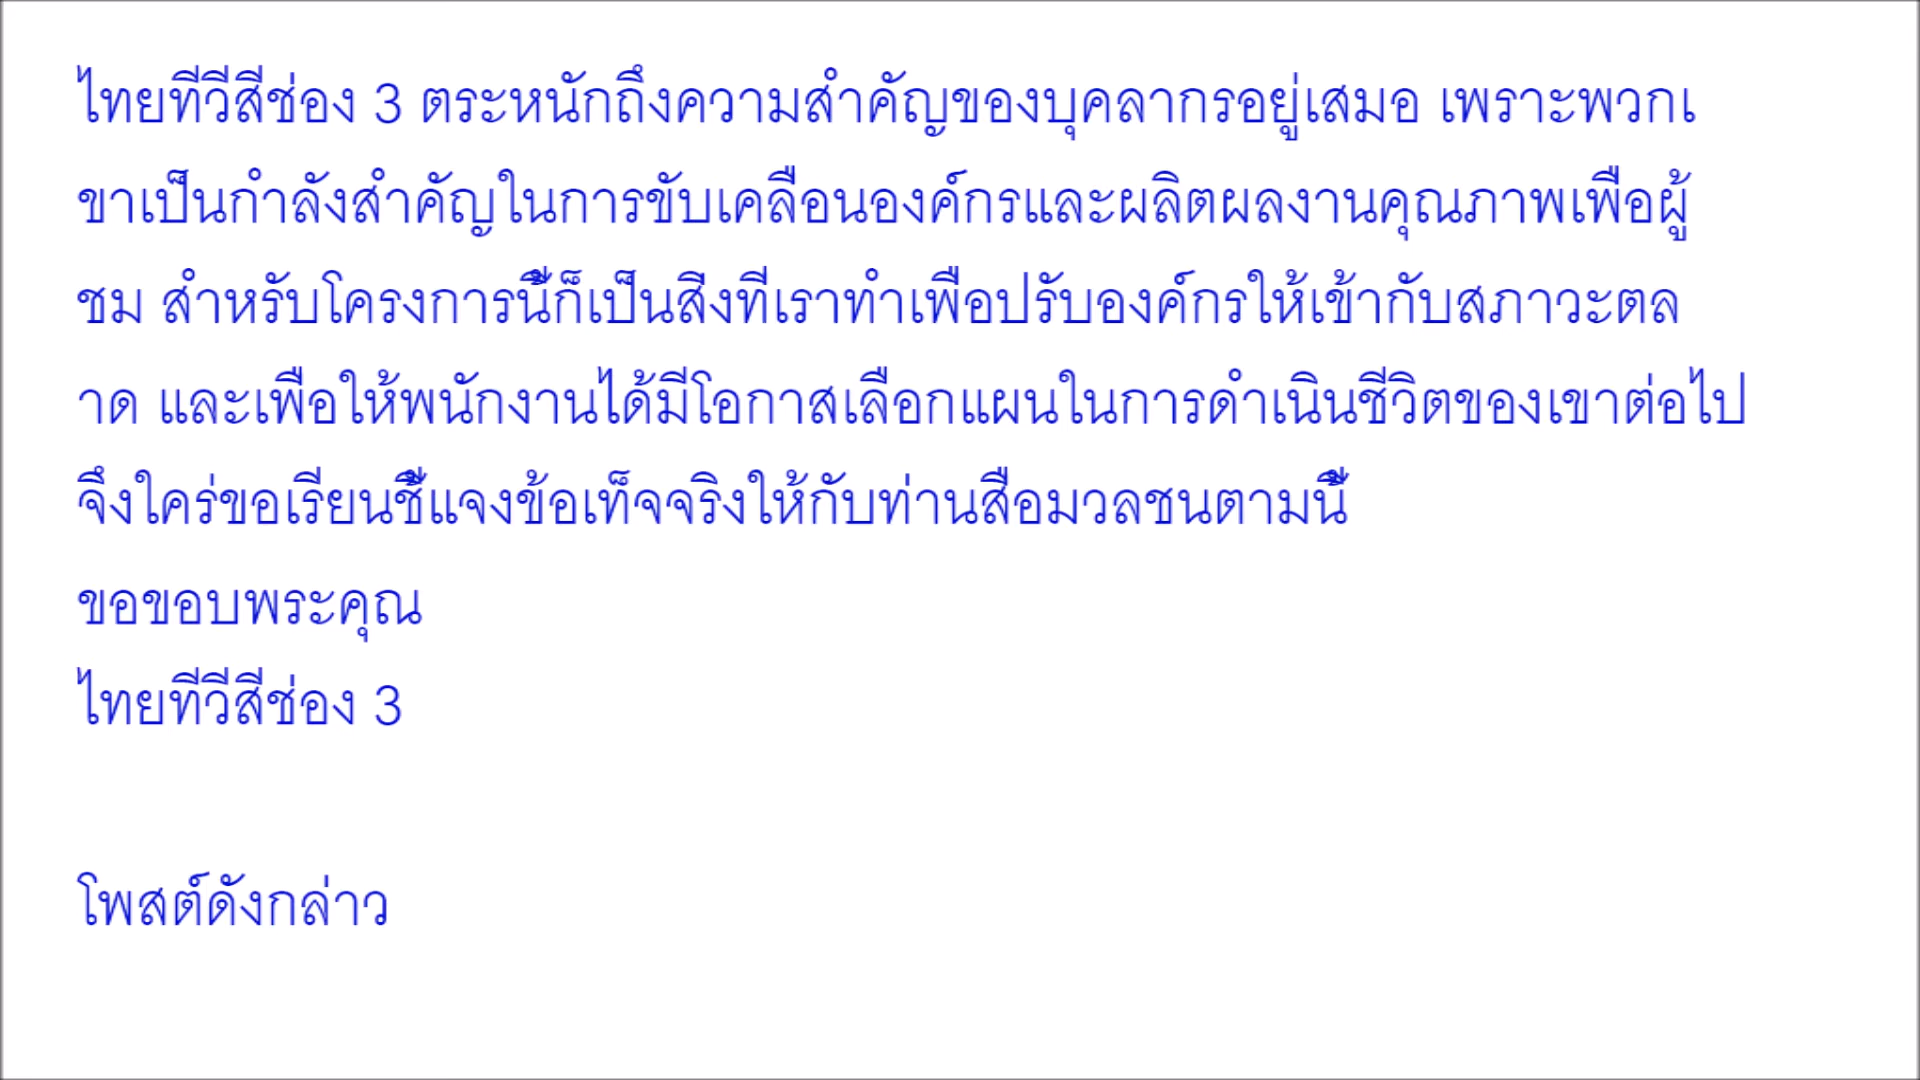 ไทยทีวีสีช่อง 3 ตระหนักถึงความสำคัญของบุคลากรอยู่เสมอ เพราะพวกเ
ขาเป็นกำลังสำคัญในการขับเคลื่อนองค์กรและผลิตผลงานคุณภาพเพื่อผู้
ชม สำหรับโครงการนี้ก็เป็นสิ่งที่เราทำเพื่อปรับองค์กรให้เข้ากับสภาวะตล
าด และเพื่อให้พนักงานได้มีโอกาสเลือกแผนในการดำเนินชีวิตของเขาต่อไป
จึงใคร่ขอเรียนชี้แจงข้อเท็จจริงให้กับท่านสื่อมวลชนตามนี้
ขอขอบพระคุณ
ไทยทีวีสีช่อง 3
โพสต์ดังกล่าว